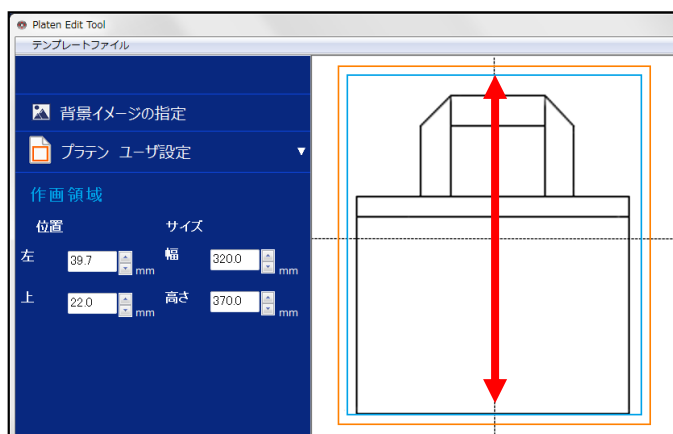 Platen Edit Tool
テンプレートファイル
背景イメージの指定
プラテン ユーザ設定 ▼
作画領域
位置 サイズ
左 39.7 mm 幅 320.0 mm
上 22.0 mm 高さ 370.0 mm